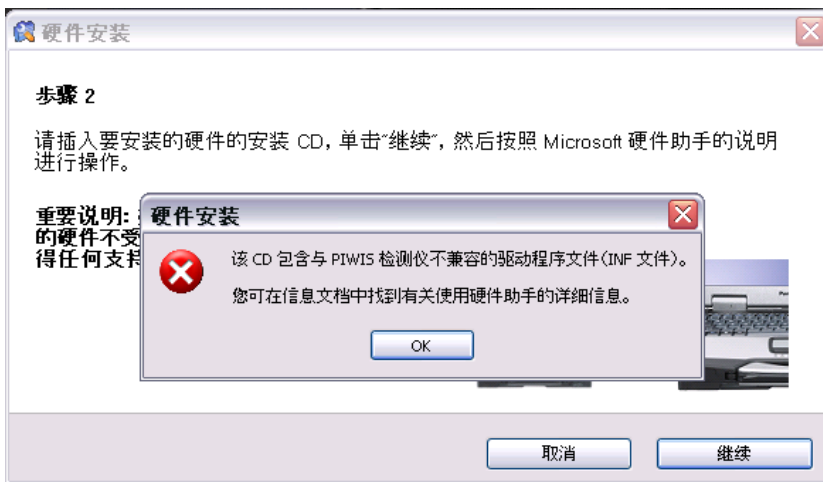 硬件安装
步骤 2
请插入要安装的硬件的安装 CD, 单击“继续”, 然后按照 Microsoft 硬件助手的说明
进行操作。
重要说明:
的硬件不受
得任何支持
硬件安装
该 CD 包含与 PIWIS 检测仪不兼容的驱动程序文件(INF 文件)。
您可在信息文档中找到有关使用硬件助手的详细信息。
OK
取消
继续